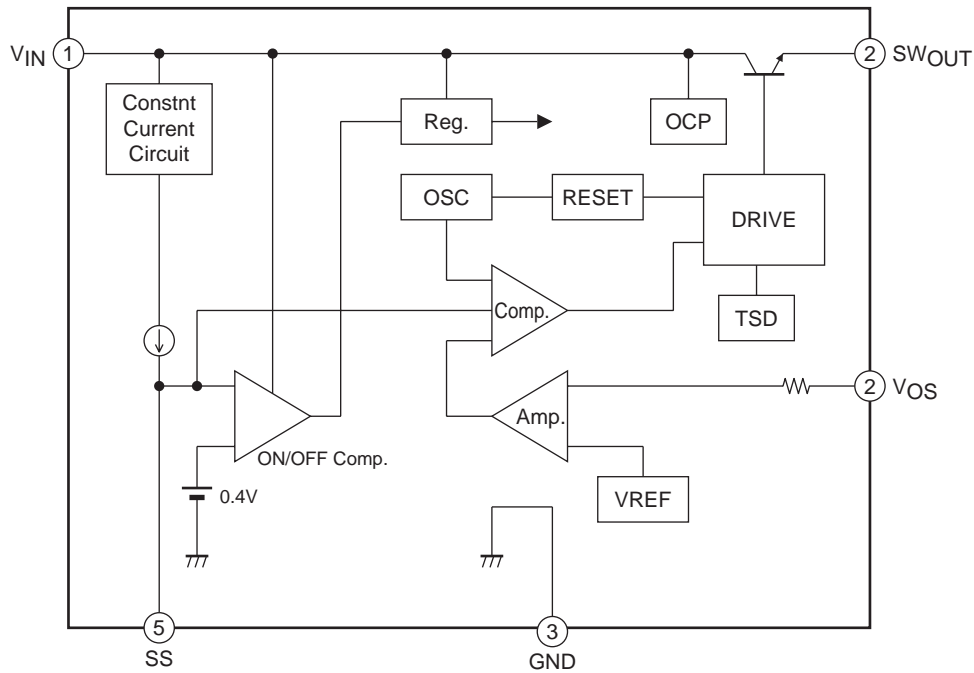 VIN
1
2
SWOUT
Constnt
Current
Circuit
Reg.
OCP
OSC
RESET
DRIVE
Comp.
TSD
2
VOS
Amp.
ON/OFF Comp.
0.4V
VREF
5
SS
3
GND